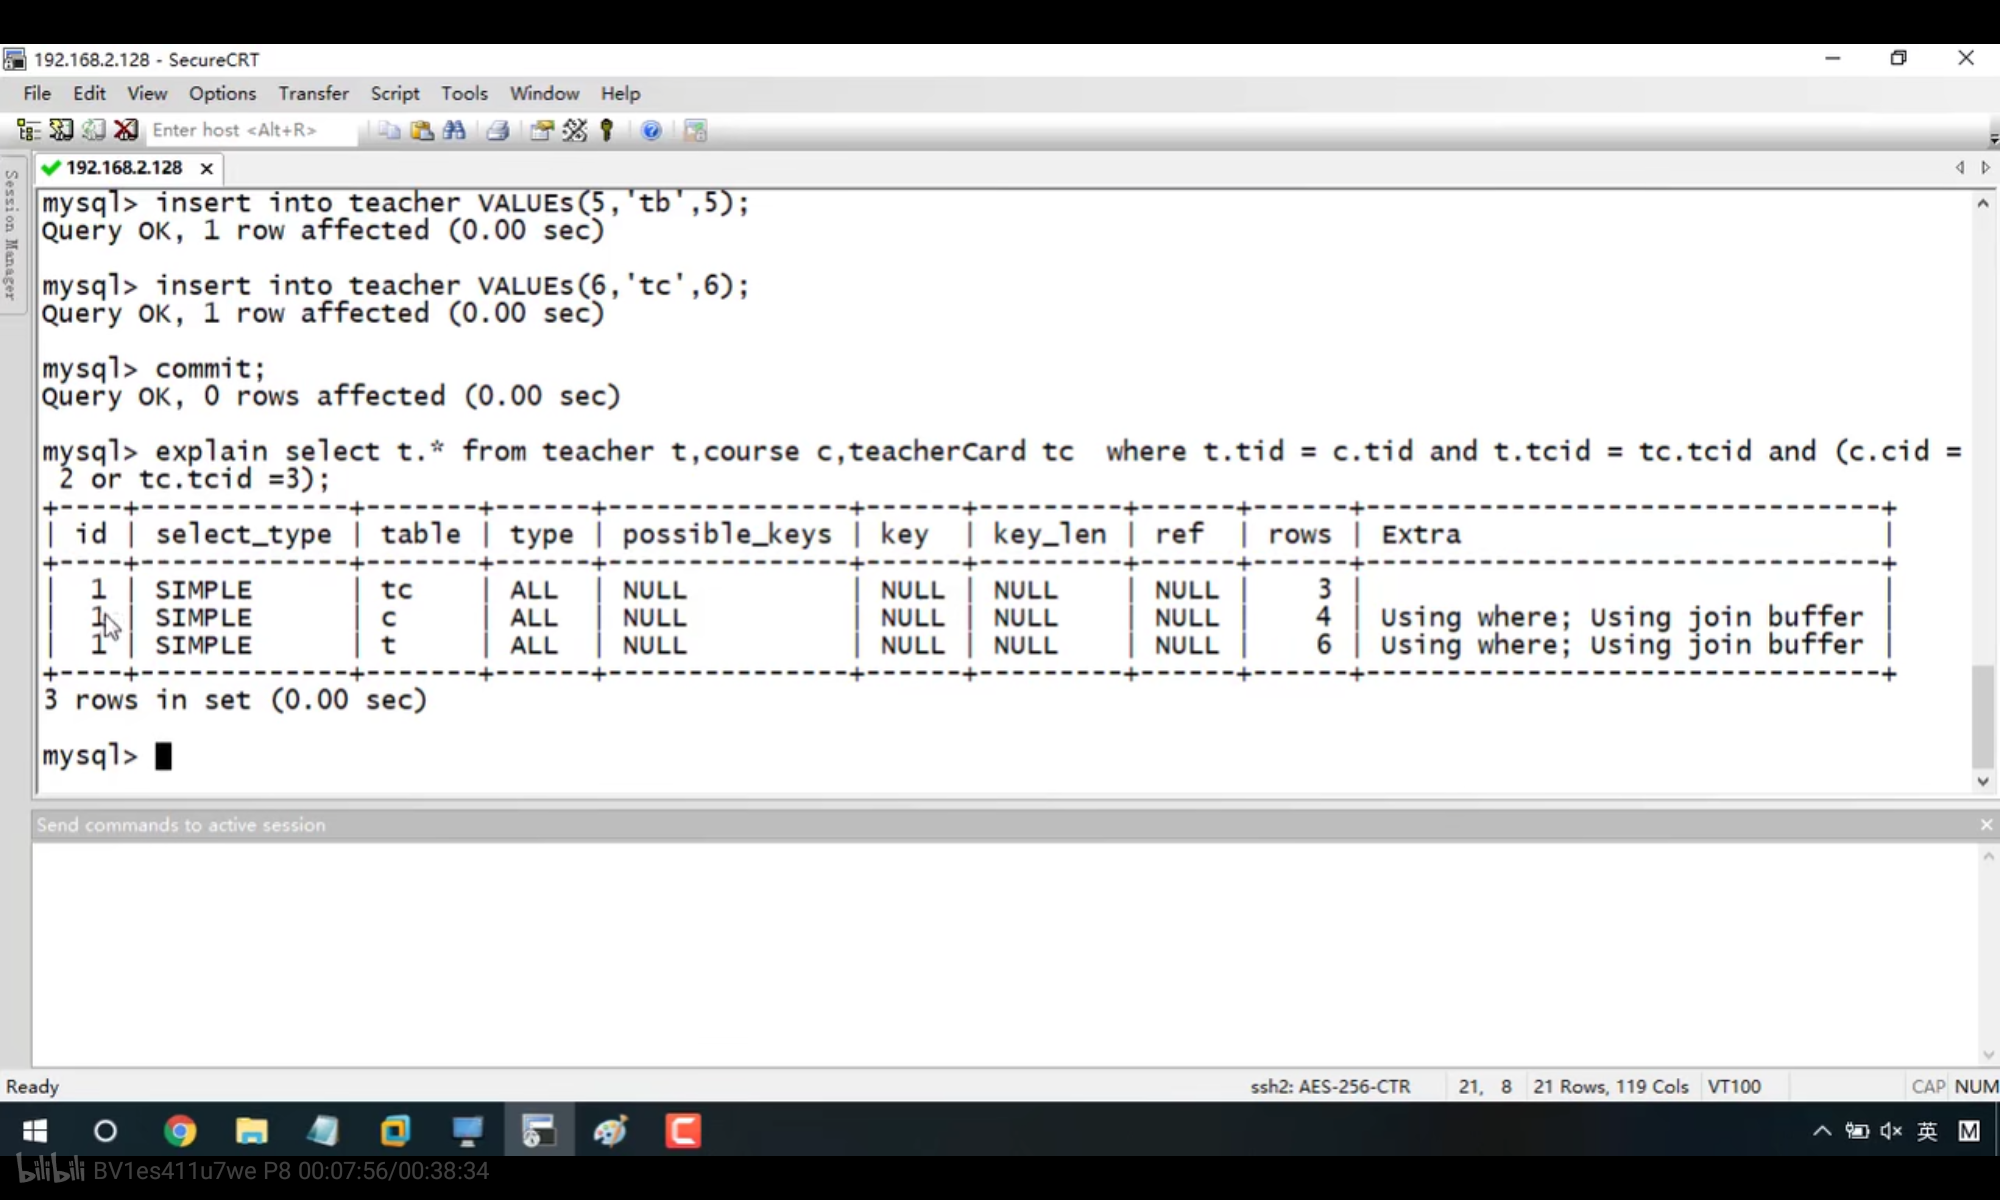 192.168.2.128 - SecureCRT
File Edit View Options Transfer Script Tools Window Help
Enter host <Alt+R>
192.168.2.128
Session Manager
mysql> insert into teacher VALUEs(5,'tb',5);
Query OK, 1 row affected (0.00 sec)
mysql> insert into teacher VALUEs(6,'tc',6);
Query OK, 1 row affected (0.00 sec)
mysql> commit;
Query OK, 0 rows affected (0.00 sec)
mysql> explain select t.* from teacher t,course c,teacherCard tc  where t.tid = c.tid and t.tcid = tc.tcid and (c.cid =
 2 or tc.tcid =3);
+----+-------------+-------+------+---------------+------+---------+------+------+--------------------------------+
| id | select_type | table | type | possible_keys | key  | key_len | ref  | rows | Extra                          |
+----+-------------+-------+------+---------------+------+---------+------+------+--------------------------------+
|  1 | SIMPLE      | tc    | ALL  | NULL          | NULL | NULL    | NULL |    3 |                                |
|  1 | SIMPLE      | c     | ALL  | NULL          | NULL | NULL    | NULL |    4 | Using where; Using join buffer |
|  1 | SIMPLE      | t     | ALL  | NULL          | NULL | NULL    | NULL |    6 | Using where; Using join buffer |
+----+-------------+-------+------+---------------+------+---------+------+------+--------------------------------+
3 rows in set (0.00 sec)
mysql>
Send commands to active session
Ready ssh2: AES-256-CTR 21, 8 21 Rows, 119 Cols VT100 CAP NUM
英 M
bilibili BV1es411u7we P8 00:07:56/00:38:34